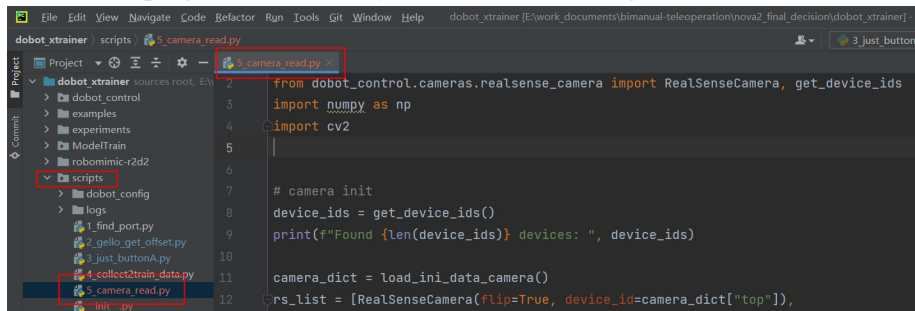 File Edit View Navigate Code Refactor Run Tools Git Window Help dobot_xtrainer [E:\work_documents\bimanual-teleoperation\nova2_final_decision\dobot_xtrainer] -
dobot_xtrainer scripts 5_camera_read.py 3_just_button
Project
Commit
Project 5_camera_read.py
dobot_xtrainer sources root, E:\
dobot_control
examples
experiments
ModelTrain
robomimic-r2d2
scripts
dobot_config
logs
1_find_port.py
2_gello_get_offset.py
3_just_buttonA.py
4_collect2train_data.py
5_camera_read.py
__init__.py
2 from dobot_control.cameras.realsense_camera import RealSenseCamera, get_device_ids
3 import numpy as np
4 import cv2
5
6
7 # camera init
8 device_ids = get_device_ids()
9 print(f"Found {len(device_ids)} devices: ", device_ids)
10
11 camera_dict = load_ini_data_camera()
12 rs_list = [RealSenseCamera(flip=True, device_id=camera_dict["top"]),